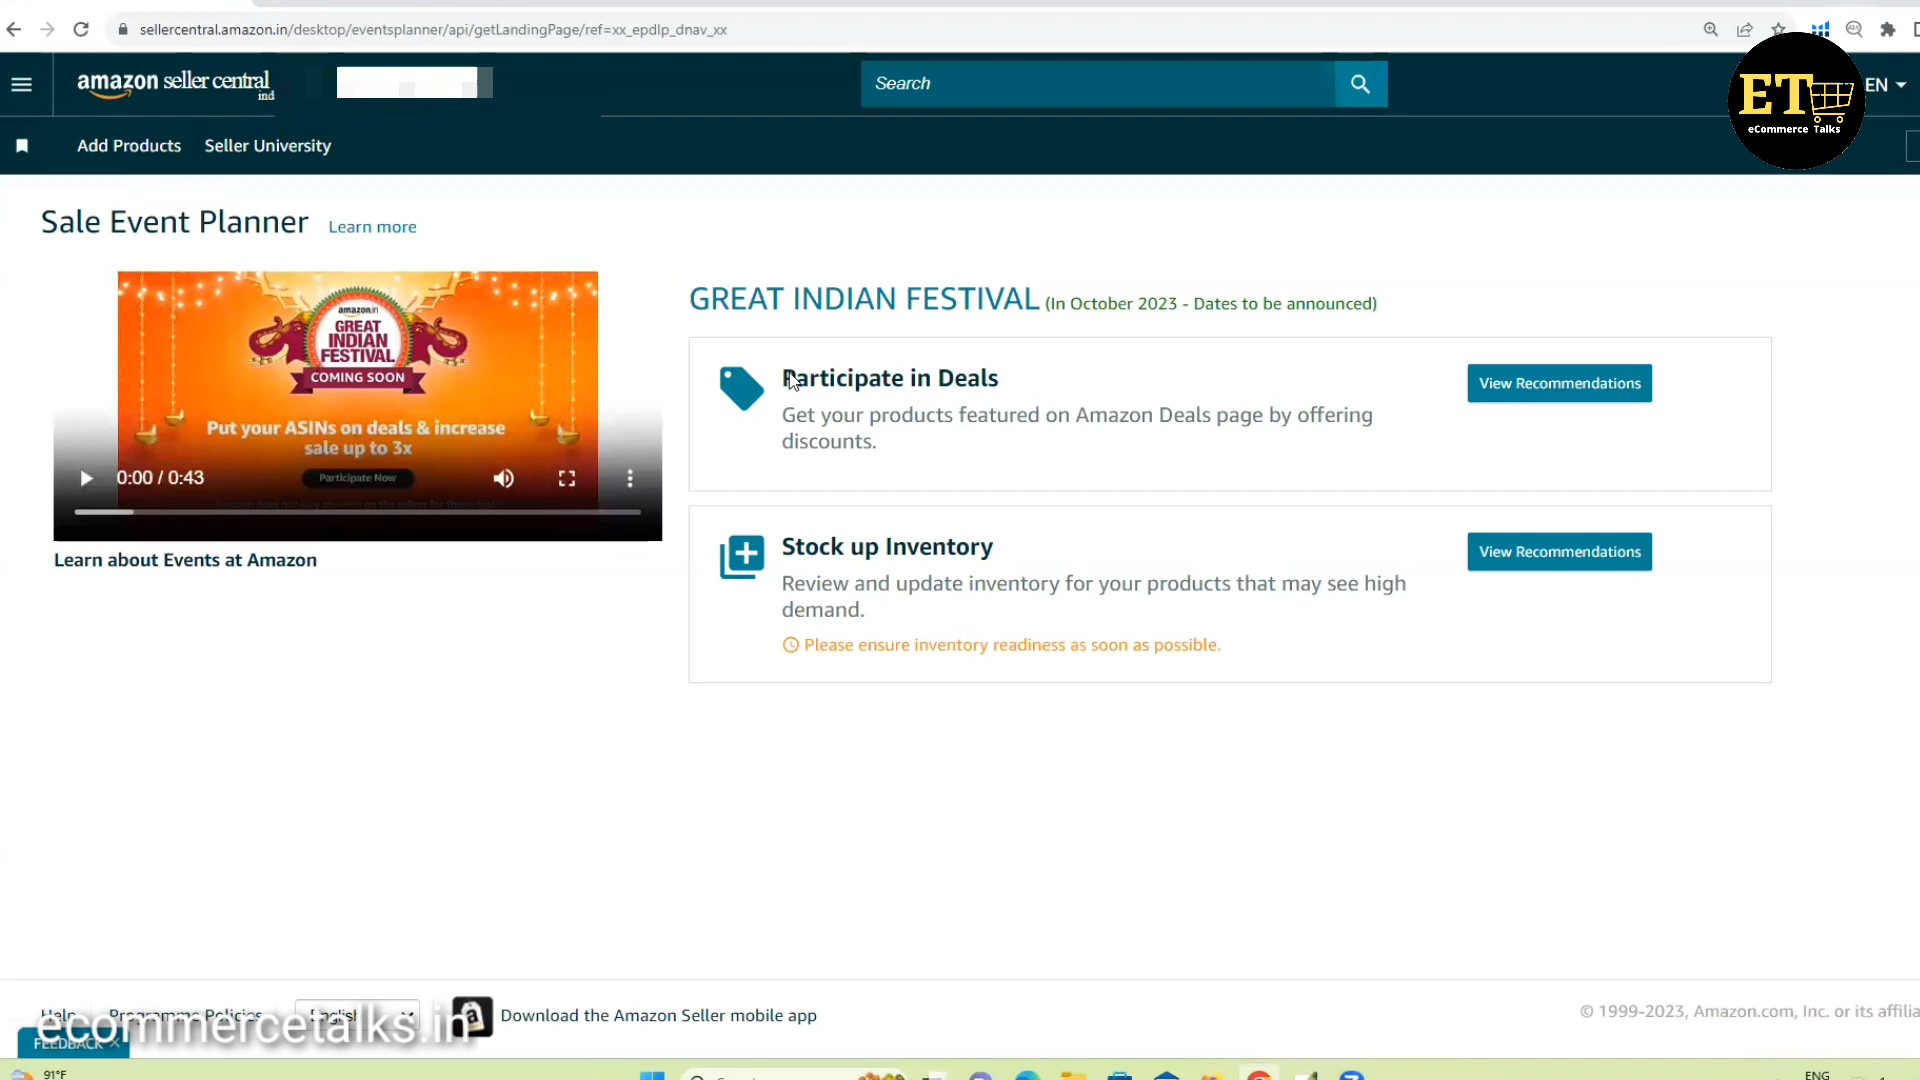 sellercentral.amazon.in/desktop/eventsplanner/api/getLandingPage/ref=xx_epdlp_dnav_xx
amazon seller central
ind
Search
EN
ET
eCommerce Talks
Add Products Seller University
Sale Event Planner Learn more
amazon.in
GREAT
INDIAN
FESTIVAL
COMING SOON
Put your ASINs on deals & increase
sale up to 3x
Participate Now
0:00 / 0:43
Learn about Events at Amazon
GREAT INDIAN FESTIVAL (In October 2023 - Dates to be announced)
Participate in Deals
View Recommendations
Get your products featured on Amazon Deals page by offering
discounts.
Stock up Inventory
View Recommendations
Review and update inventory for your products that may see high
demand.
Please ensure inventory readiness as soon as possible.
Help Programme Policies English
Download the Amazon Seller mobile app
© 1999-2023, Amazon.com, Inc. or its affilia
ecommercetalks.in
FEEDBACK
91°F
ENG